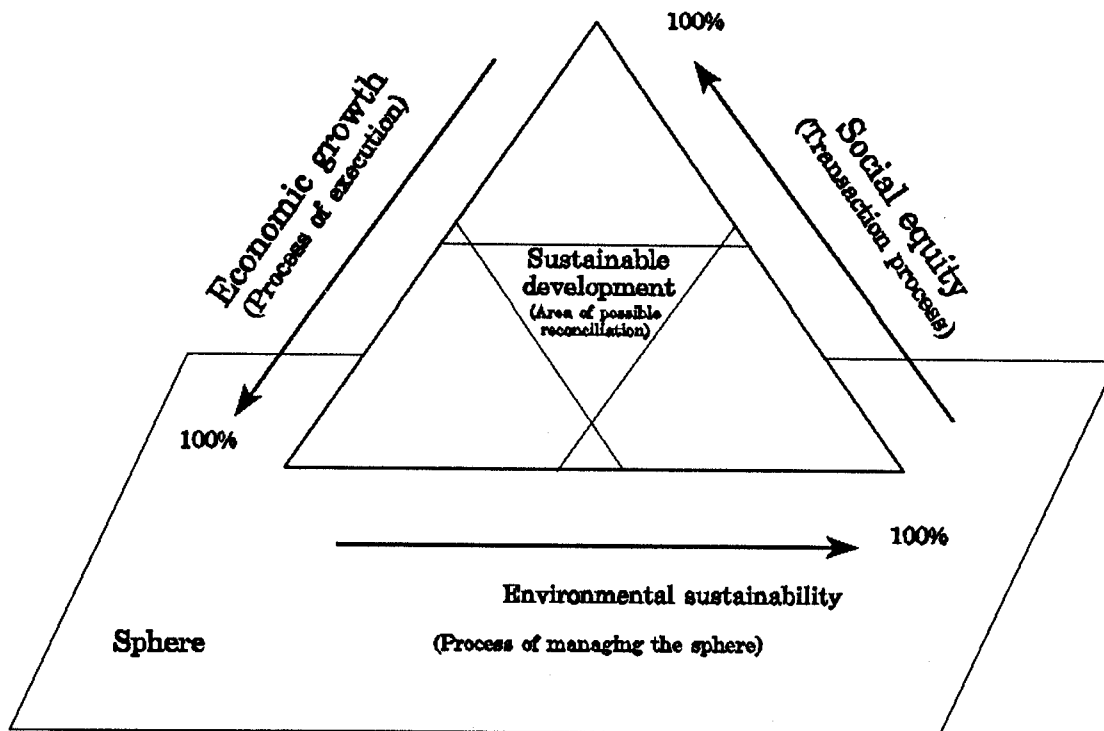 100%
Economic growth
(Process of execution)
Social equity
(Transaction process)
Sustainable
development
(Area of possible
reconciliation)
100%
100%
Environmental sustainability
Sphere
(Process of managing the sphere)